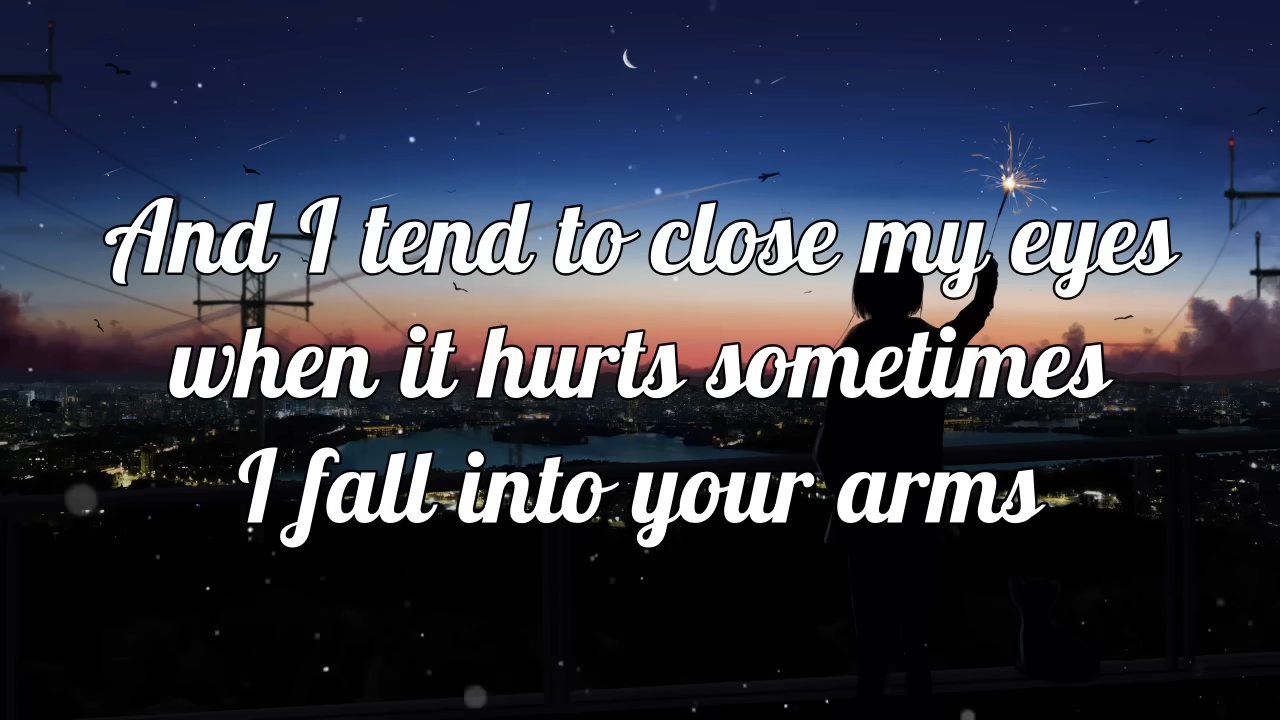 And I tend to close my eyes
when it hurts sometimes
I fall into your arms